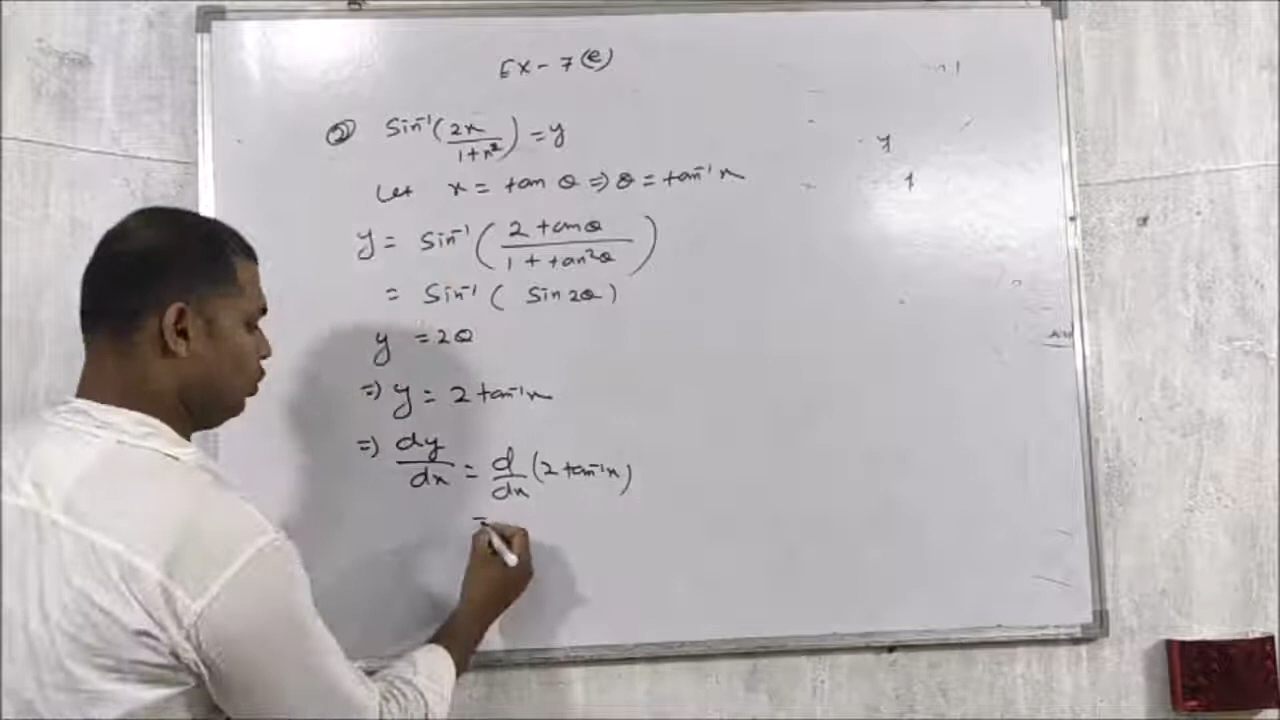 Ex - 7 (e)
② Sin⁻¹(2x/1+x²) = y
Let x = tan θ ⇒ θ = tan⁻¹x
y = Sin⁻¹(2 tanθ/1 + tan²θ)
= Sin⁻¹( Sin 2θ)
y = 2θ
⇒ y = 2 tan⁻¹x
⇒ dy/dx = d/dx (2 tan⁻¹x)
=